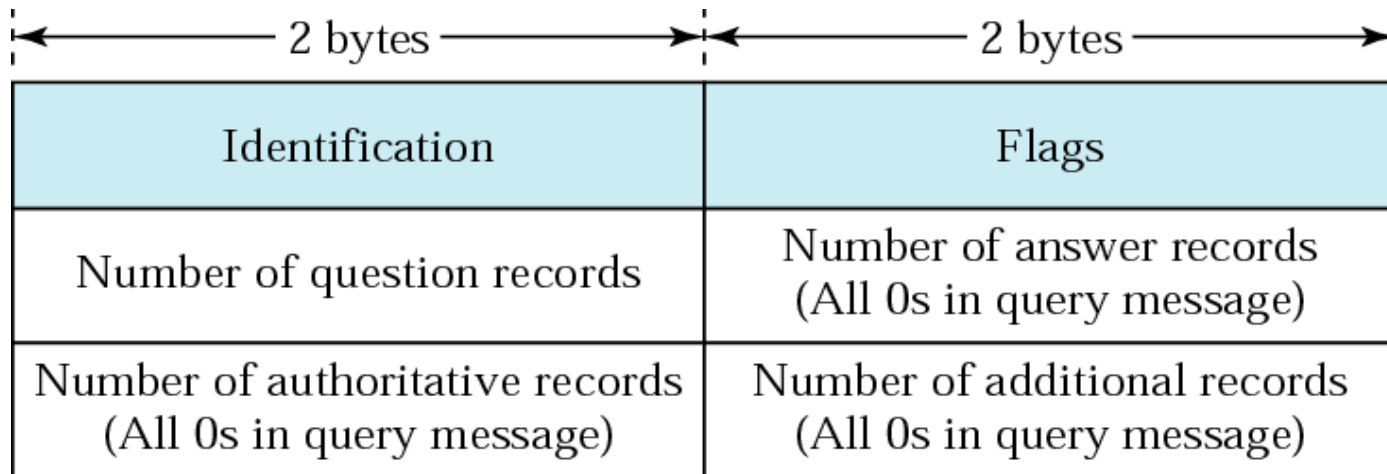 2 bytes
2 bytes
Identification
Flags
Number of question records
Number of answer records
(All 0s in query message)
Number of authoritative records
(All 0s in query message)
Number of additional records
(All 0s in query message)